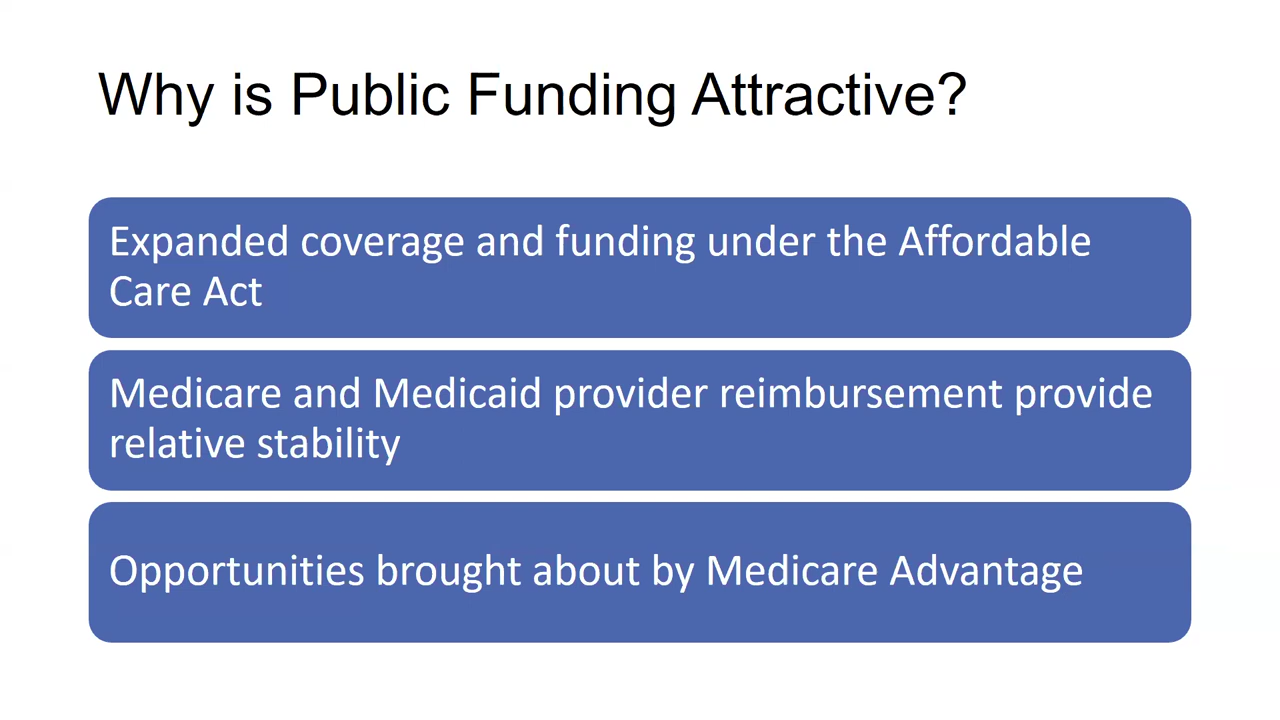 Why is Public Funding Attractive?
Expanded coverage and funding under the Affordable
Care Act
Medicare and Medicaid provider reimbursement provide
relative stability
Opportunities brought about by Medicare Advantage